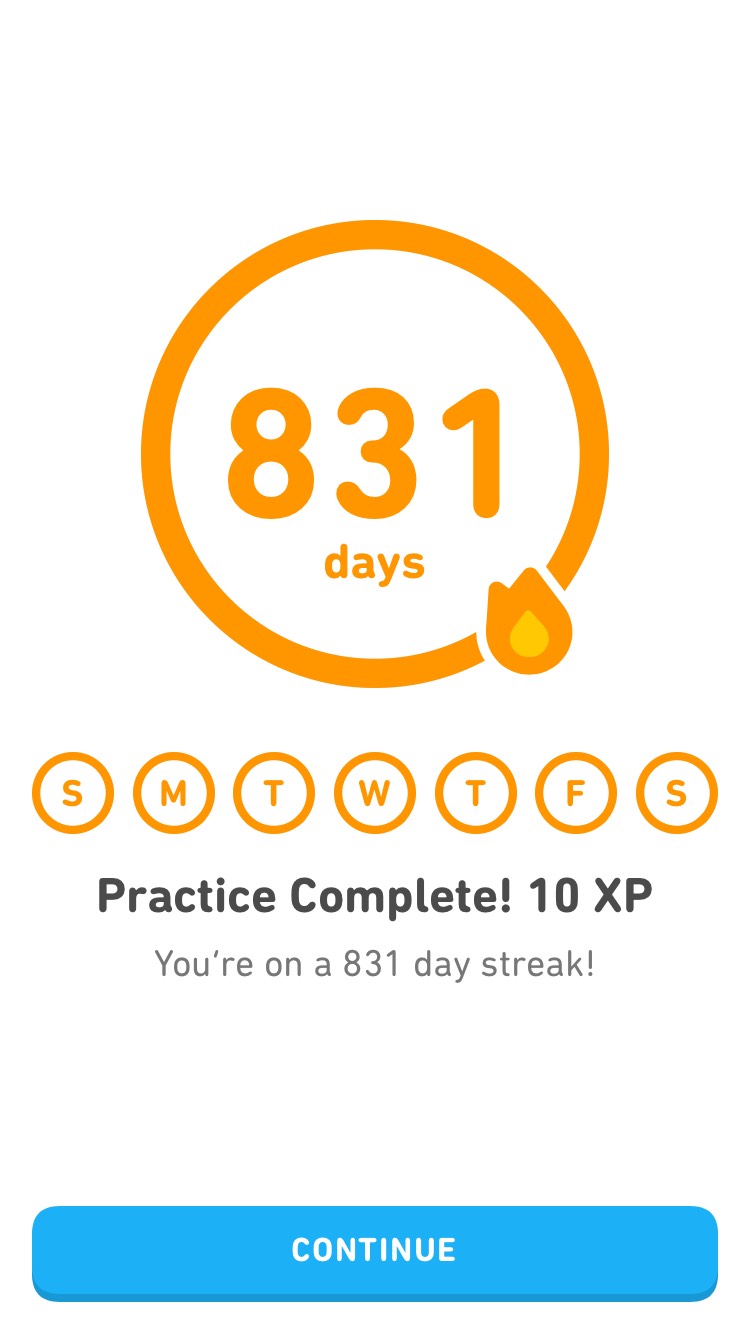 831
days
S M T W T F S
Practice Complete! 10 XP
You're on a 831 day streak!
CONTINUE